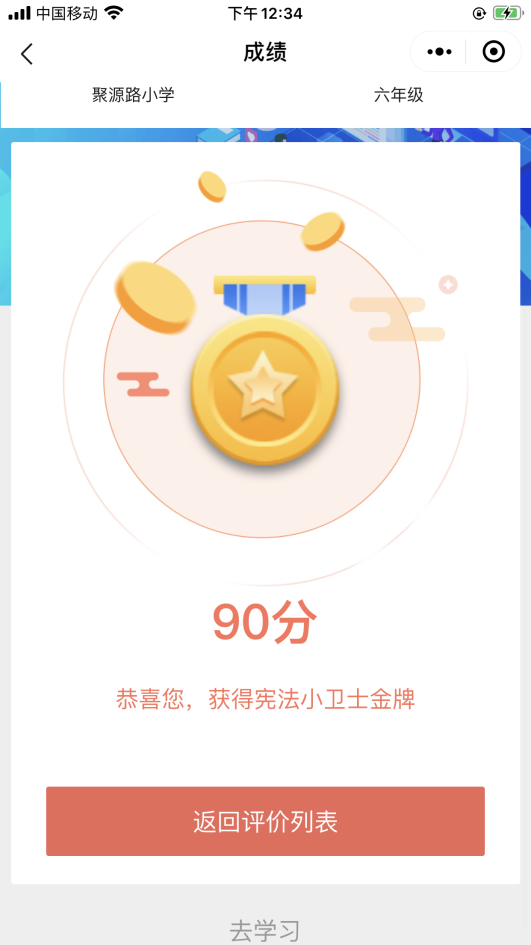 中国移动 下午12:34
成绩
聚源路小学 六年级
90分
恭喜您，获得宪法小卫士金牌
返回评价列表
去学习